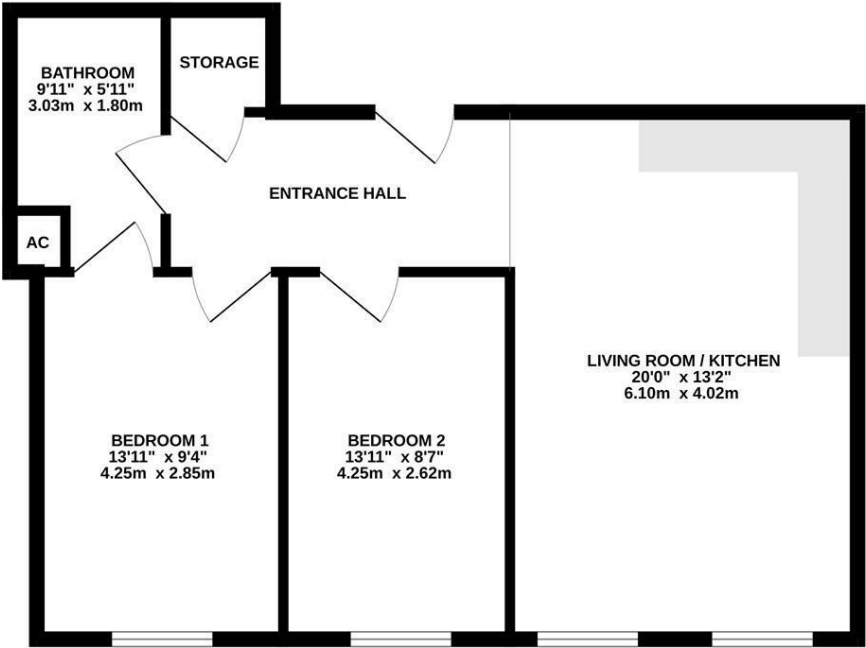 BATHROOM
9'11" x 5'11"
3.03m x 1.80m
STORAGE
ENTRANCE HALL
AC
LIVING ROOM / KITCHEN
20'0" x 13'2"
6.10m x 4.02m
BEDROOM 1
13'11" x 9'4"
4.25m x 2.85m
BEDROOM 2
13'11" x 8'7"
4.25m x 2.62m